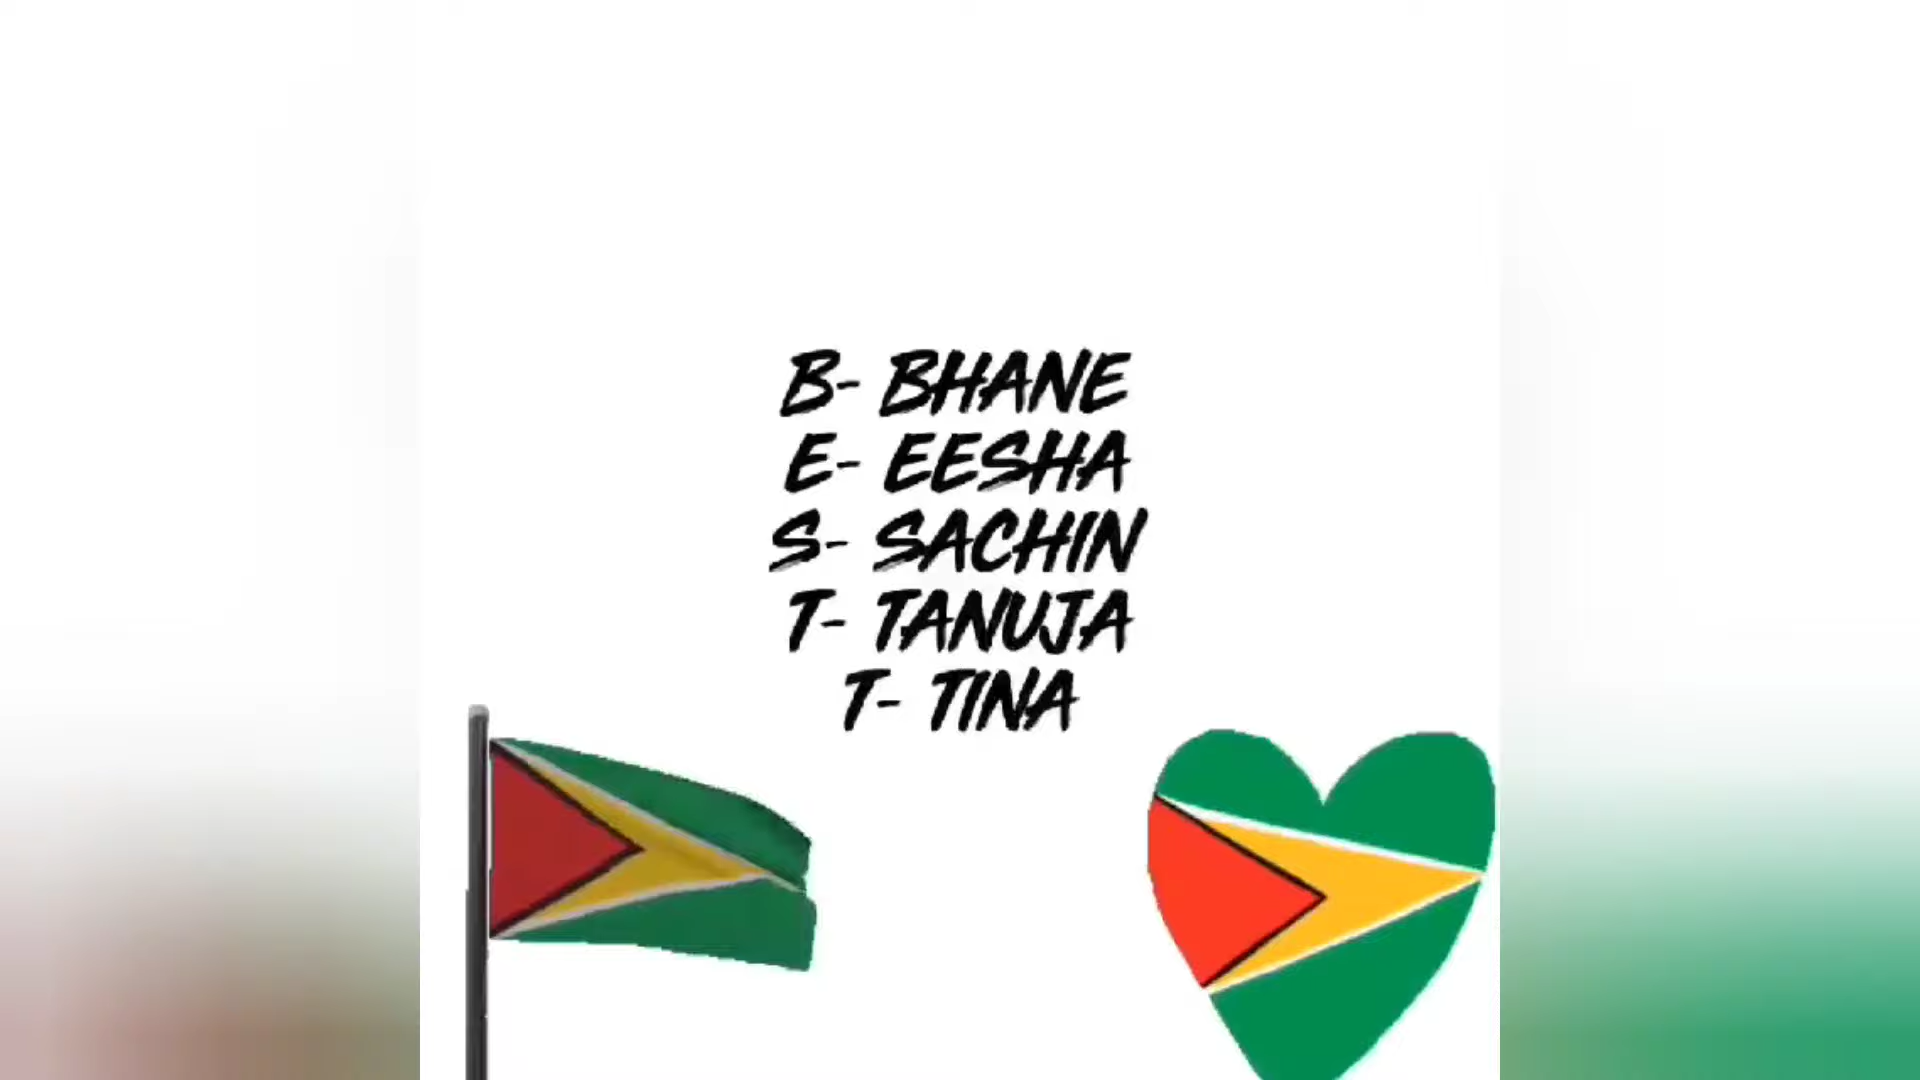 B- BHANE
E- EESHA
S- SACHIN
T- TANUJA
T- TINA